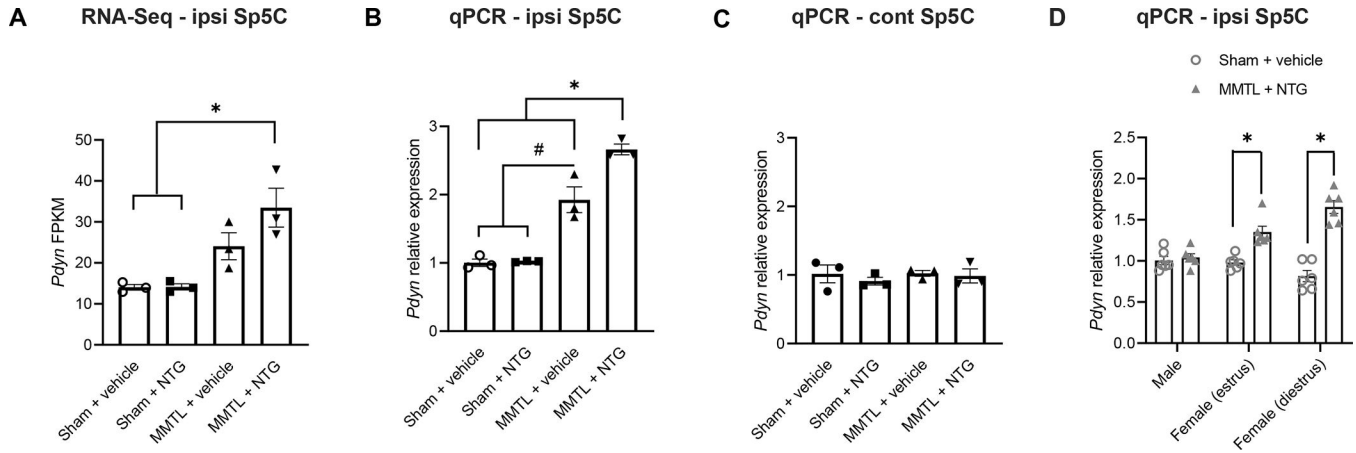 A
RNA-Seq - ipsi Sp5C
Pdyn FPKM
50
40
30
20
10
0
*
Sham + vehicle
Sham + NTG
MMTL + vehicle
MMTL + NTG
B
qPCR - ipsi Sp5C
Pdyn relative expression
3
2
1
0
*
#
Sham + vehicle
Sham + NTG
MMTL + vehicle
MMTL + NTG
C
qPCR - cont Sp5C
Pdyn relative expression
3
2
1
0
Sham + vehicle
Sham + NTG
MMTL + vehicle
MMTL + NTG
D
qPCR - ipsi Sp5C
Sham + vehicle
MMTL + NTG
Pdyn relative expression
2.5
2.0
1.5
1.0
0.5
0.0
*
*
Male
Female (estrus)
Female (diestrus)